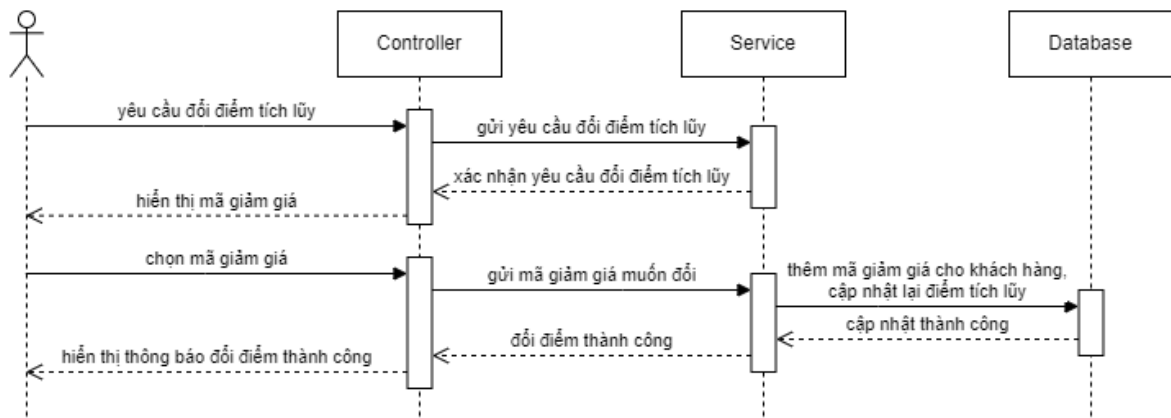 Controller
Service
Database
yêu cầu đổi điểm tích lũy
gửi yêu cầu đổi điểm tích lũy
xác nhận yêu cầu đổi điểm tích lũy
hiển thị mã giảm giá
chọn mã giảm giá
gửi mã giảm giá muốn đổi
thêm mã giảm giá cho khách hàng,
cập nhật lại điểm tích lũy
cập nhật thành công
đổi điểm thành công
hiển thị thông báo đổi điểm thành công